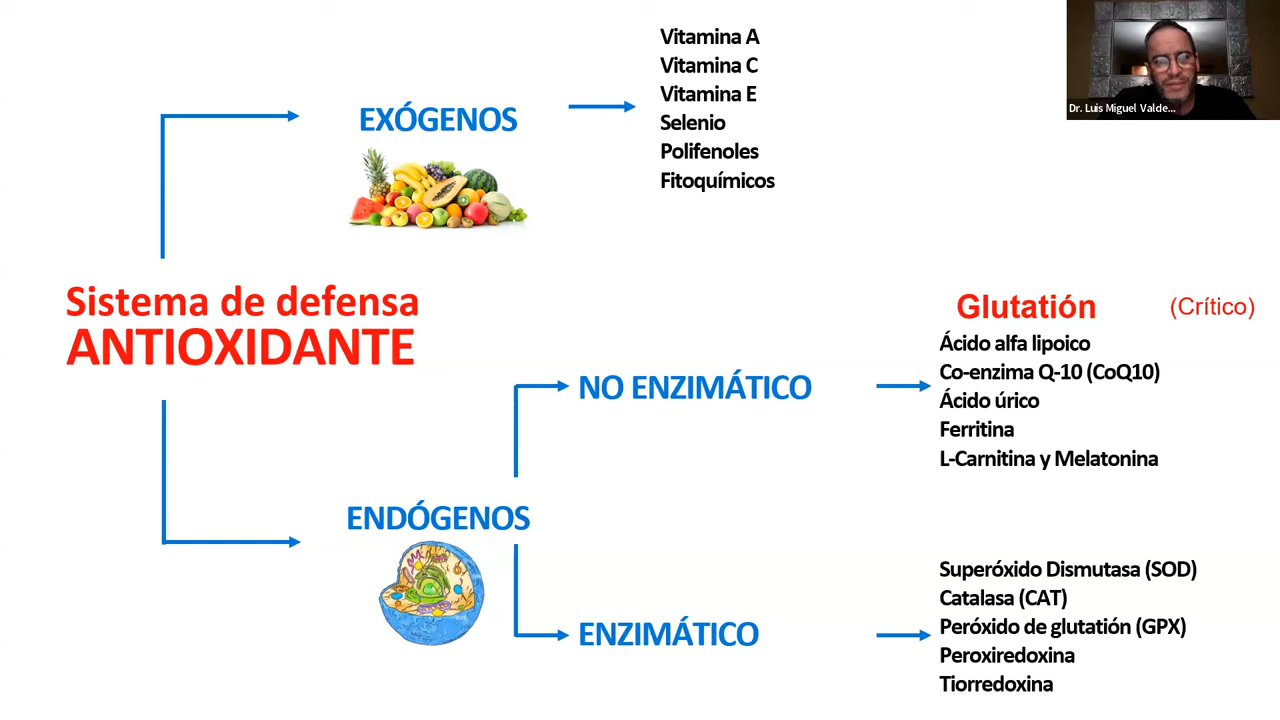 Vitamina A
Vitamina C
Vitamina E
Selenio
Polifenoles
Fitoquímicos
EXÓGENOS
Dr. Luis Miguel Valde...
Sistema de defensa
ANTIOXIDANTE
Glutatión (Crítico)
Ácido alfa lipoico
Co-enzima Q-10 (CoQ10)
Ácido úrico
Ferritina
L-Carnitina y Melatonina
NO ENZIMÁTICO
ENDÓGENOS
ENZIMÁTICO
Superóxido Dismutasa (SOD)
Catalasa (CAT)
Peróxido de glutatión (GPX)
Peroxiredoxina
Tiorredoxina